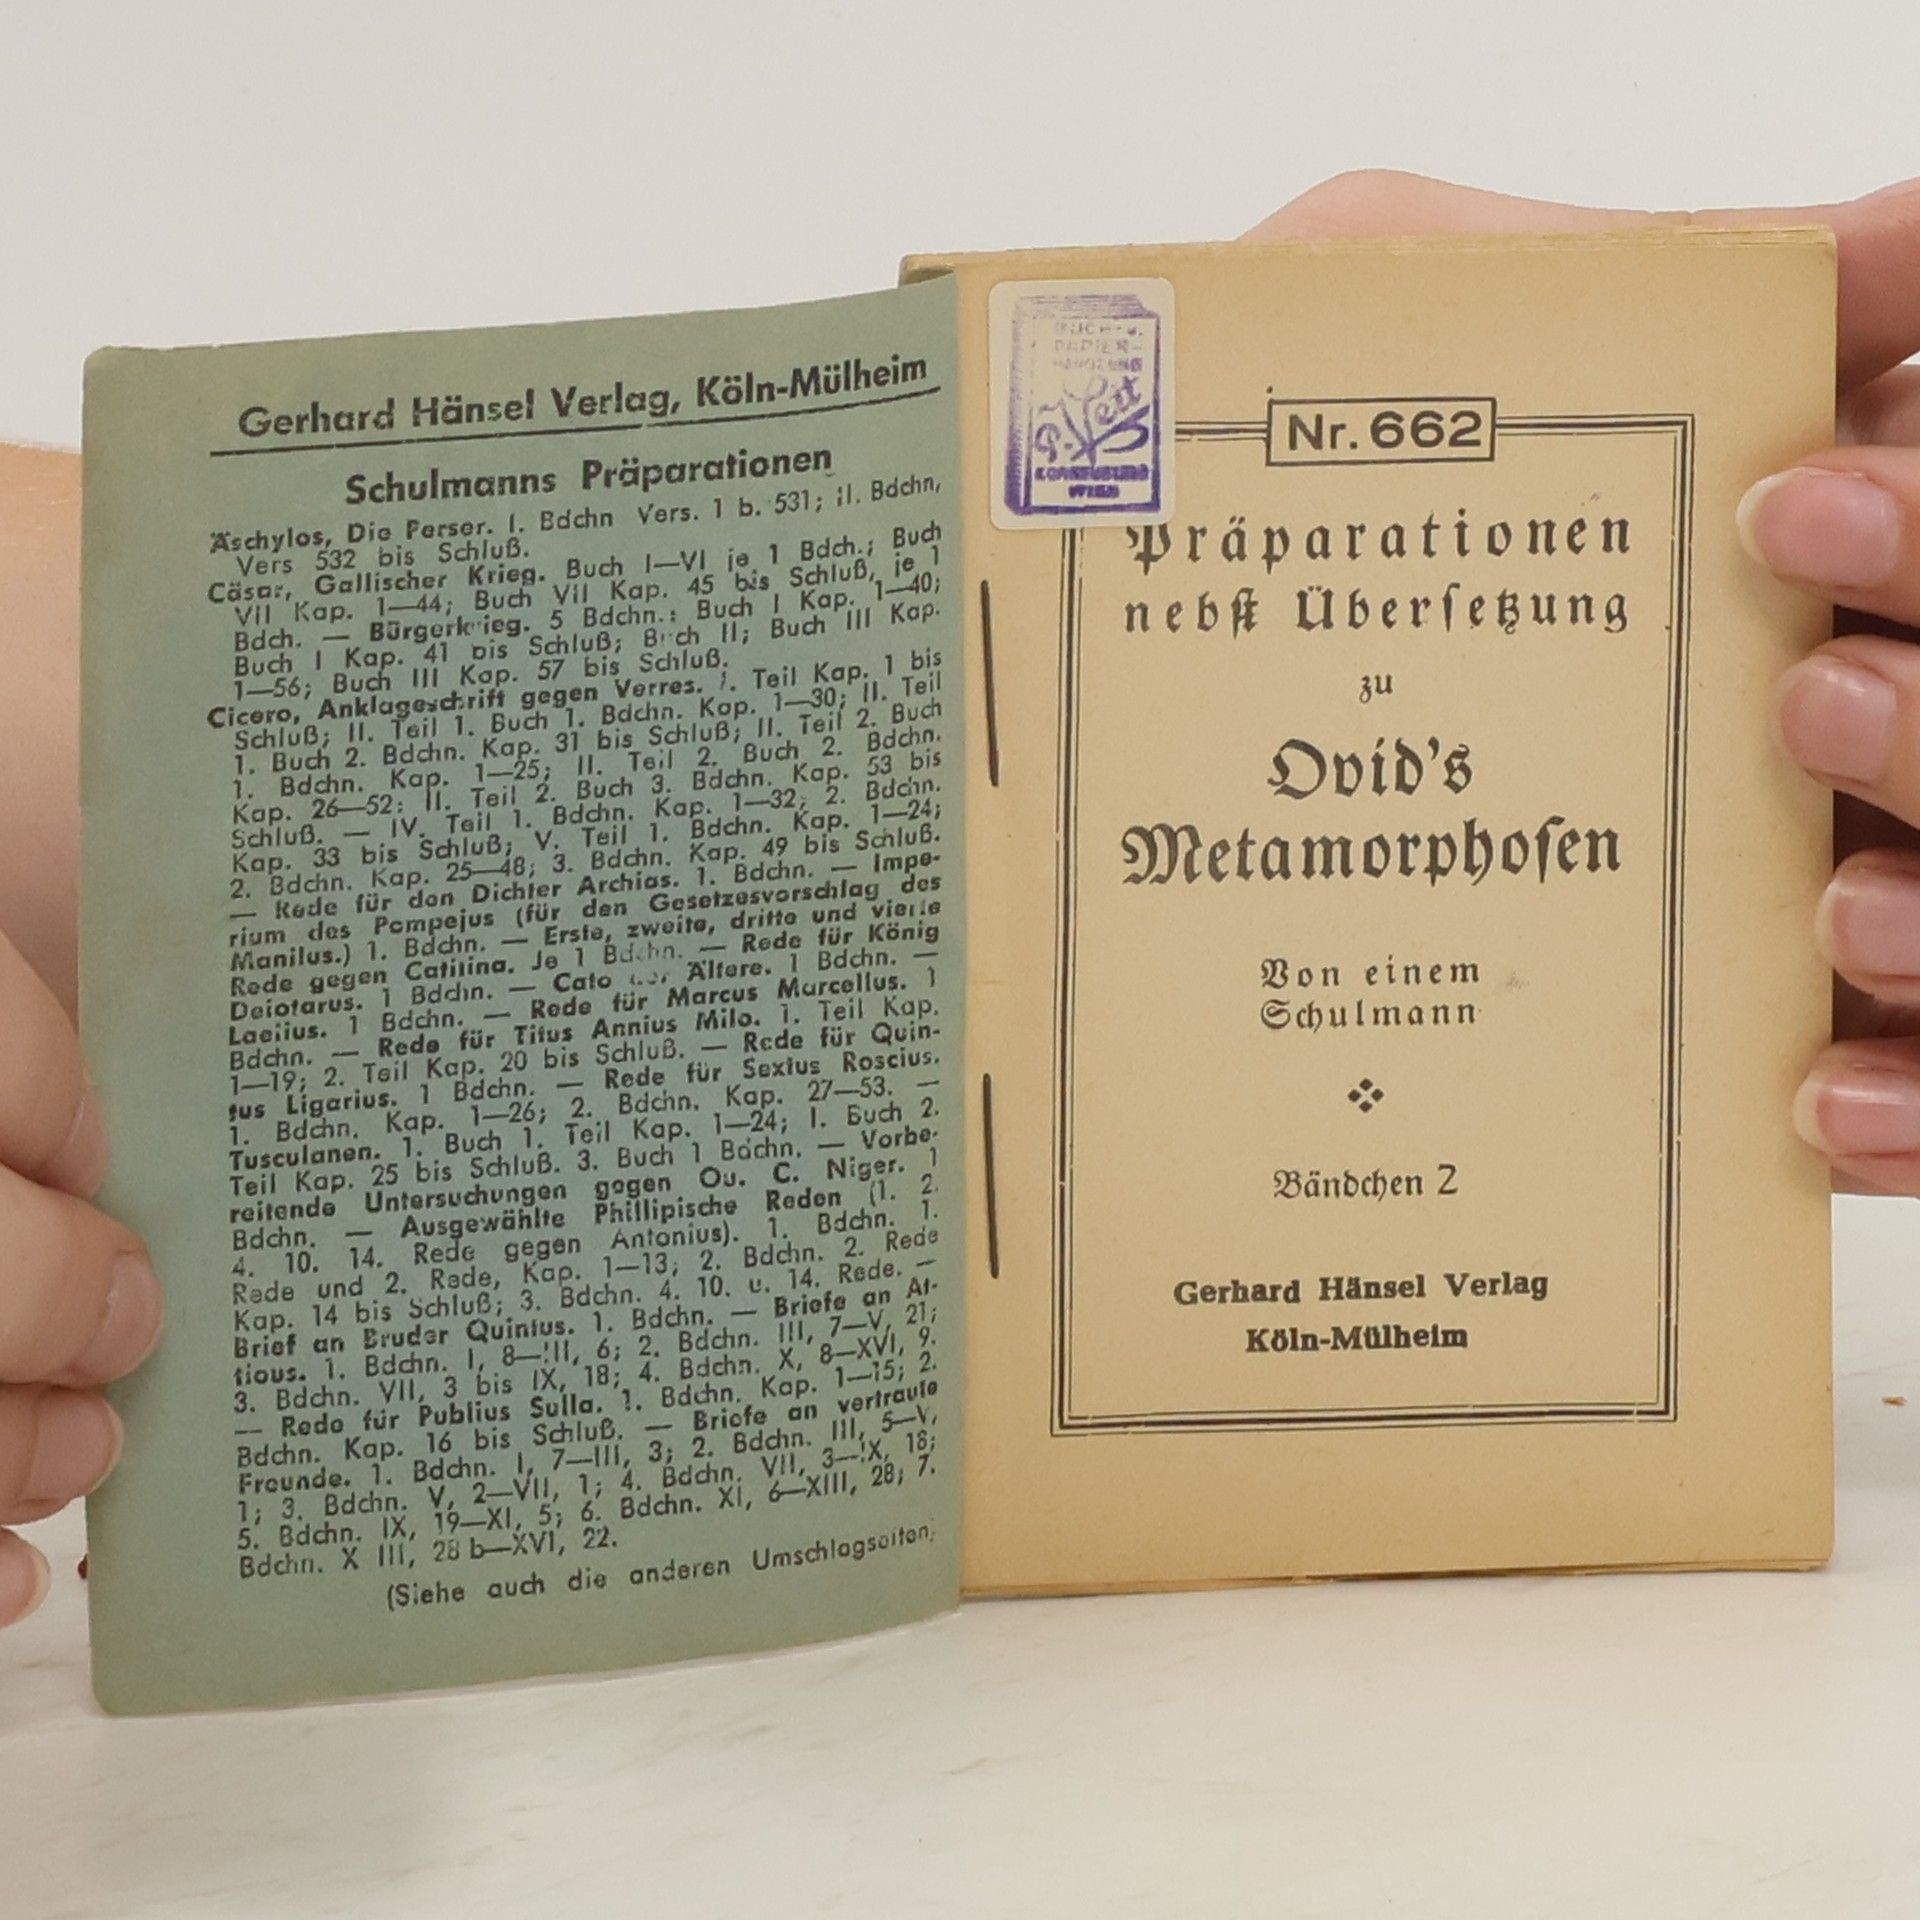 Gerhard Hänsel Verlag, Köln-Mülheim
Schulmanns Präparationen
Äschylos, Die Perser. I. Bdchn Vers. 1 b. 531; II. Bdchn,
Vers 532 bis Schluß.
Cäsar, Gallischer Krieg. Buch I—VI je 1 Bdch.; Buch
VII Kap. 1—44; Buch VII Kap. 45 bis Schluß, je 1
Bdch. — Bürgerkrieg. 5 Bdchn.: Buch I Kap. 1—40;
Buch I Kap. 41 bis Schluß; Buch II; Buch III Kap.
1—56; Buch III Kap. 57 bis Schluß.
Cicero, Anklageschrift gegen Verres. I. Teil Kap. 1 bis
Schluß; II. Teil 1. Buch 1. Bdchn. Kap. 1—30; II. Teil
1. Buch 2. Bdchn. Kap. 31 bis Schluß; II. Teil 2. Buch
1. Bdchn. Kap. 1—25; II. Teil 2. Buch 2. Bdchn.
Kap. 26—52; II. Teil 2. Buch 3. Bdchn. Kap. 53 bis
Schluß. — IV. Teil 1. Bdchn. Kap. 1—32; 2. Bdchn.
Kap. 33 bis Schluß; V. Teil 1. Bdchn. Kap. 1—24;
2. Bdchn. Kap. 25—48; 3. Bdchn. Kap. 49 bis Schluß.
— Rede für den Dichter Archias. 1. Bdchn. — Impe-
rium des Pompejus (für den Gesetzesvorschlag des
Manilus.) 1. Bdchn. — Erste, zweite, dritte und vierte
Rede gegen Catilina. Je 1 Bdchn. — Rede für König
Deiotarus. 1 Bdchn. — Cato der Ältere. 1 Bdchn. —
Laelius. 1 Bdchn. — Rede für Marcus Marcellus. 1
Bdchn. — Rede für Titus Annius Milo. 1. Teil Kap.
1—19; 2. Teil Kap. 20 bis Schluß. — Rede für Quin-
tus Ligarius. 1 Bdchn. — Rede für Sextus Roscius.
1. Bdchn. Kap. 1—26; 2. Bdchn. Kap. 27—53. —
Tusculanen. 1. Buch 1. Teil Kap. 1—24; I. Buch 2.
Teil Kap. 25 bis Schluß. 3. Buch 1 Bdchn. — Vorbe-
reitende Untersuchungen gegen Qu. C. Niger. 1
Bdchn. — Ausgewählte Phillipische Reden (1. 2.
4. 10. 14. Rede gegen Antonius). 1. Bdchn. 1.
Rede und 2. Rede, Kap. 1—13; 2. Bdchn. 2. Rede
Kap. 14 bis Schluß; 3. Bdchn. 4. 10. u. 14. Rede. —
Brief an Bruder Quintus. 1. Bdchn. — Briefe an At-
tious. 1. Bdchn. I, 8—III, 6; 2. Bdchn. III, 7—V, 21;
3. Bdchn. VII, 3 bis IX, 18; 4. Bdchn. X, 8—XVI, 9.
— Rede für Publius Sulla. 1. Bdchn. Kap. 1—15; 2.
Bdchn. Kap. 16 bis Schluß. — Briefe an vertraute
Freunde. 1. Bdchn. I, 7—III, 3; 2. Bdchn. III, 5—V,
1; 3. Bdchn. V, 2—VII, 1; 4. Bdchn. VII, 3—IX, 18;
5. Bdchn. IX, 19—XI, 5; 6. Bdchn. XI, 6—XIII, 28; 7.
Bdchn. X III, 28 b—XVI, 22.
(Siehe auch die anderen Umschlagseiten)
BUCH- u.
PAPIER-
HANDLUNG
P. Veit
KORNEUBURG
WIEN
Nr. 662
Präparationen
nebst Übersetzung
zu
Ovid's
Metamorphosen
Von einem
Schulmann
Bändchen 2
Gerhard Hänsel Verlag
Köln-Mülheim